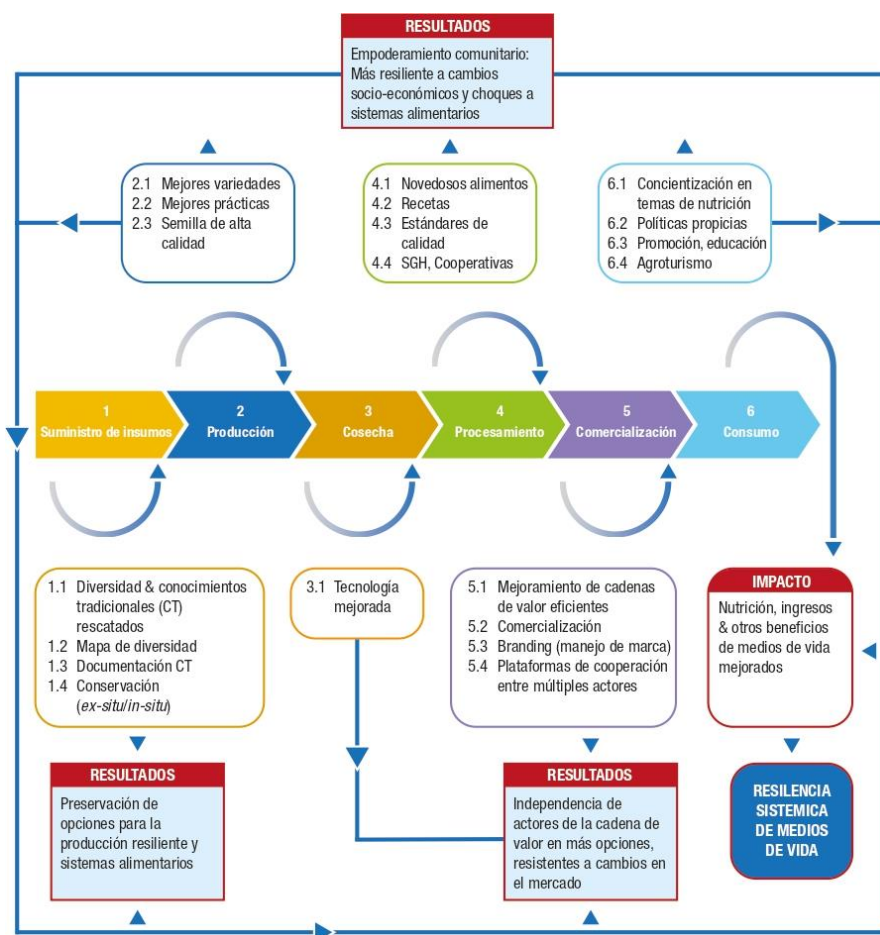 RESULTADOS
Empoderamiento comunitario:
Más resiliente a cambios
socio-económicos y choques a
sistemas alimentarios
2.1 Mejores variedades
2.2 Mejores prácticas
2.3 Semilla de alta
calidad
4.1 Novedosos alimentos
4.2 Recetas
4.3 Estándares de
calidad
4.4 SGH, Cooperativas
6.1 Concientización en
temas de nutrición
6.2 Políticas propicias
6.3 Promoción, educación
6.4 Agroturismo
1
Suministro de insumos
2
Producción
3
Cosecha
4
Procesamiento
5
Comercialización
6
Consumo
1.1 Diversidad & conocimientos
tradicionales (CT)
rescatados
1.2 Mapa de diversidad
1.3 Documentación CT
1.4 Conservación
(ex-situ/in-situ)
3.1 Tecnología
mejorada
5.1 Mejoramiento de cadenas
de valor eficientes
5.2 Comercialización
5.3 Branding (manejo de marca)
5.4 Plataformas de cooperación
entre múltiples actores
IMPACTO
Nutrición, ingresos
& otros beneficios
de medios de vida
mejorados
RESULTADOS
Preservación de
opciones para la
producción resiliente y
sistemas alimentarios
RESULTADOS
Independencia de
actores de la cadena de
valor en más opciones,
resistentes a cambios en
el mercado
RESILENCIA
SISTEMICA
DE MEDIOS
DE VIDA